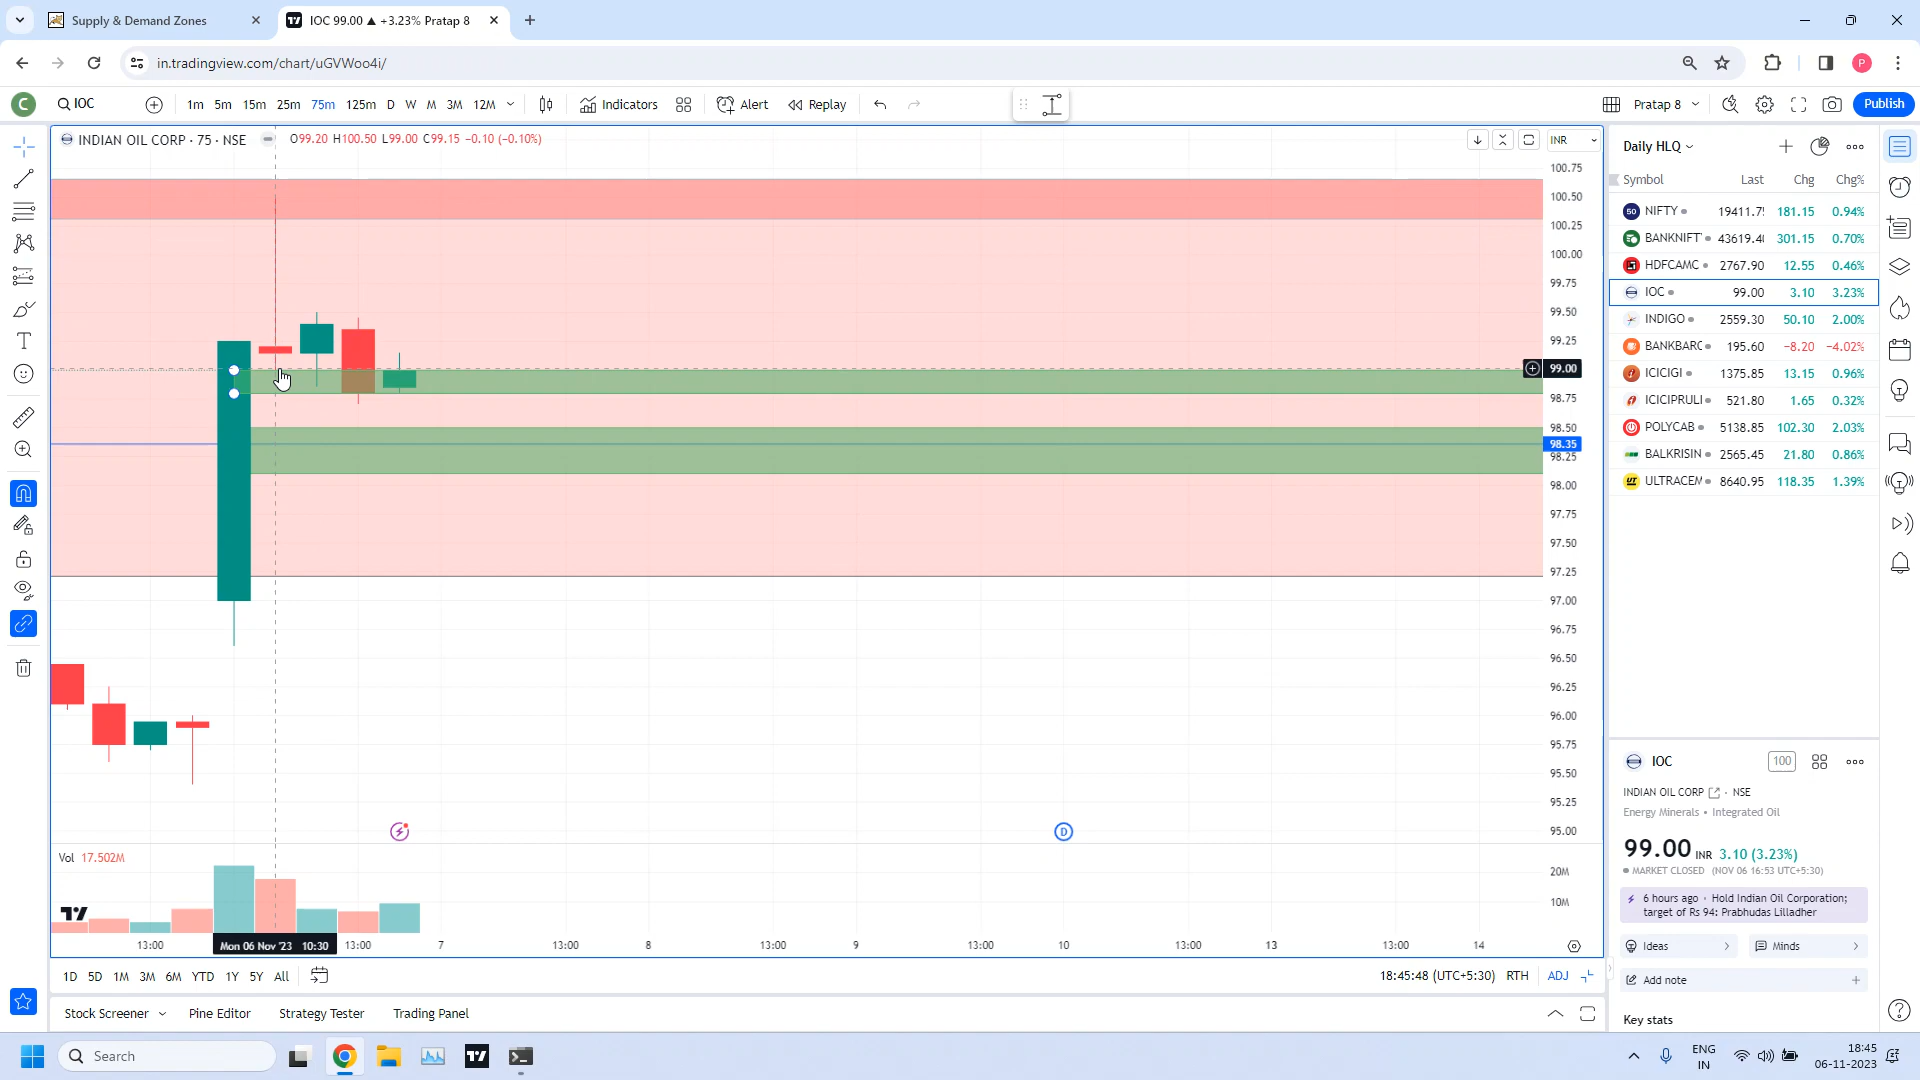 Supply & Demand Zones
IOC 99.00 ▲ +3.23% Pratap 8
in.tradingview.com/chart/uGVWoo4i/
C
IOC
1m 5m 15m 25m 75m 125m D W M 3M 12M
Indicators
Alert
Replay
Pratap 8
Publish
P
INDIAN OIL CORP · 75 · NSE
O99.20 H100.50 L99.00 C99.15 −0.10 (−0.10%)
INR
100.75
100.50
100.25
100.00
99.75
99.50
99.25
99.00
98.75
98.50
98.35
98.25
98.00
97.75
97.50
97.25
97.00
96.75
96.50
96.25
96.00
95.75
95.50
95.25
95.00
D
Vol 17.502M
20M
10M
13:00
Mon 06 Nov '23 10:30
13:00 7 13:00 8 13:00 9 13:00 10 13:00 13 13:00 14
1D 5D 1M 3M 6M YTD 1Y 5Y All
18:45:48 (UTC+5:30) RTH ADJ
Stock Screener
Pine Editor
Strategy Tester
Trading Panel
Daily HLQ
Symbol Last Chg Chg%
50 NIFTY 19411.7 181.15 0.94%
BANKNIFT 43619.4 301.15 0.70%
HDFCAMC 2767.90 12.55 0.46%
IOC 99.00 3.10 3.23%
INDIGO 2559.30 50.10 2.00%
BANKBARC 195.60 −8.20 −4.02%
ICICIGI 1375.85 13.15 0.96%
ICICIPRULI 521.80 1.65 0.32%
POLYCAB 5138.85 102.30 2.03%
BALKRISIN 2565.45 21.80 0.86%
ULTRACEM 8640.95 118.35 1.39%
IOC
100
INDIAN OIL CORP · NSE
Energy Minerals • Integrated Oil
99.00 INR 3.10 (3.23%)
MARKET CLOSED (NOV 06 16:53 UTC+5:30)
6 hours ago · Hold Indian Oil Corporation;
target of Rs 94: Prabhudas Lilladher
Ideas
Minds
Add note
Key stats
Search
ENG
IN
18:45
06-11-2023